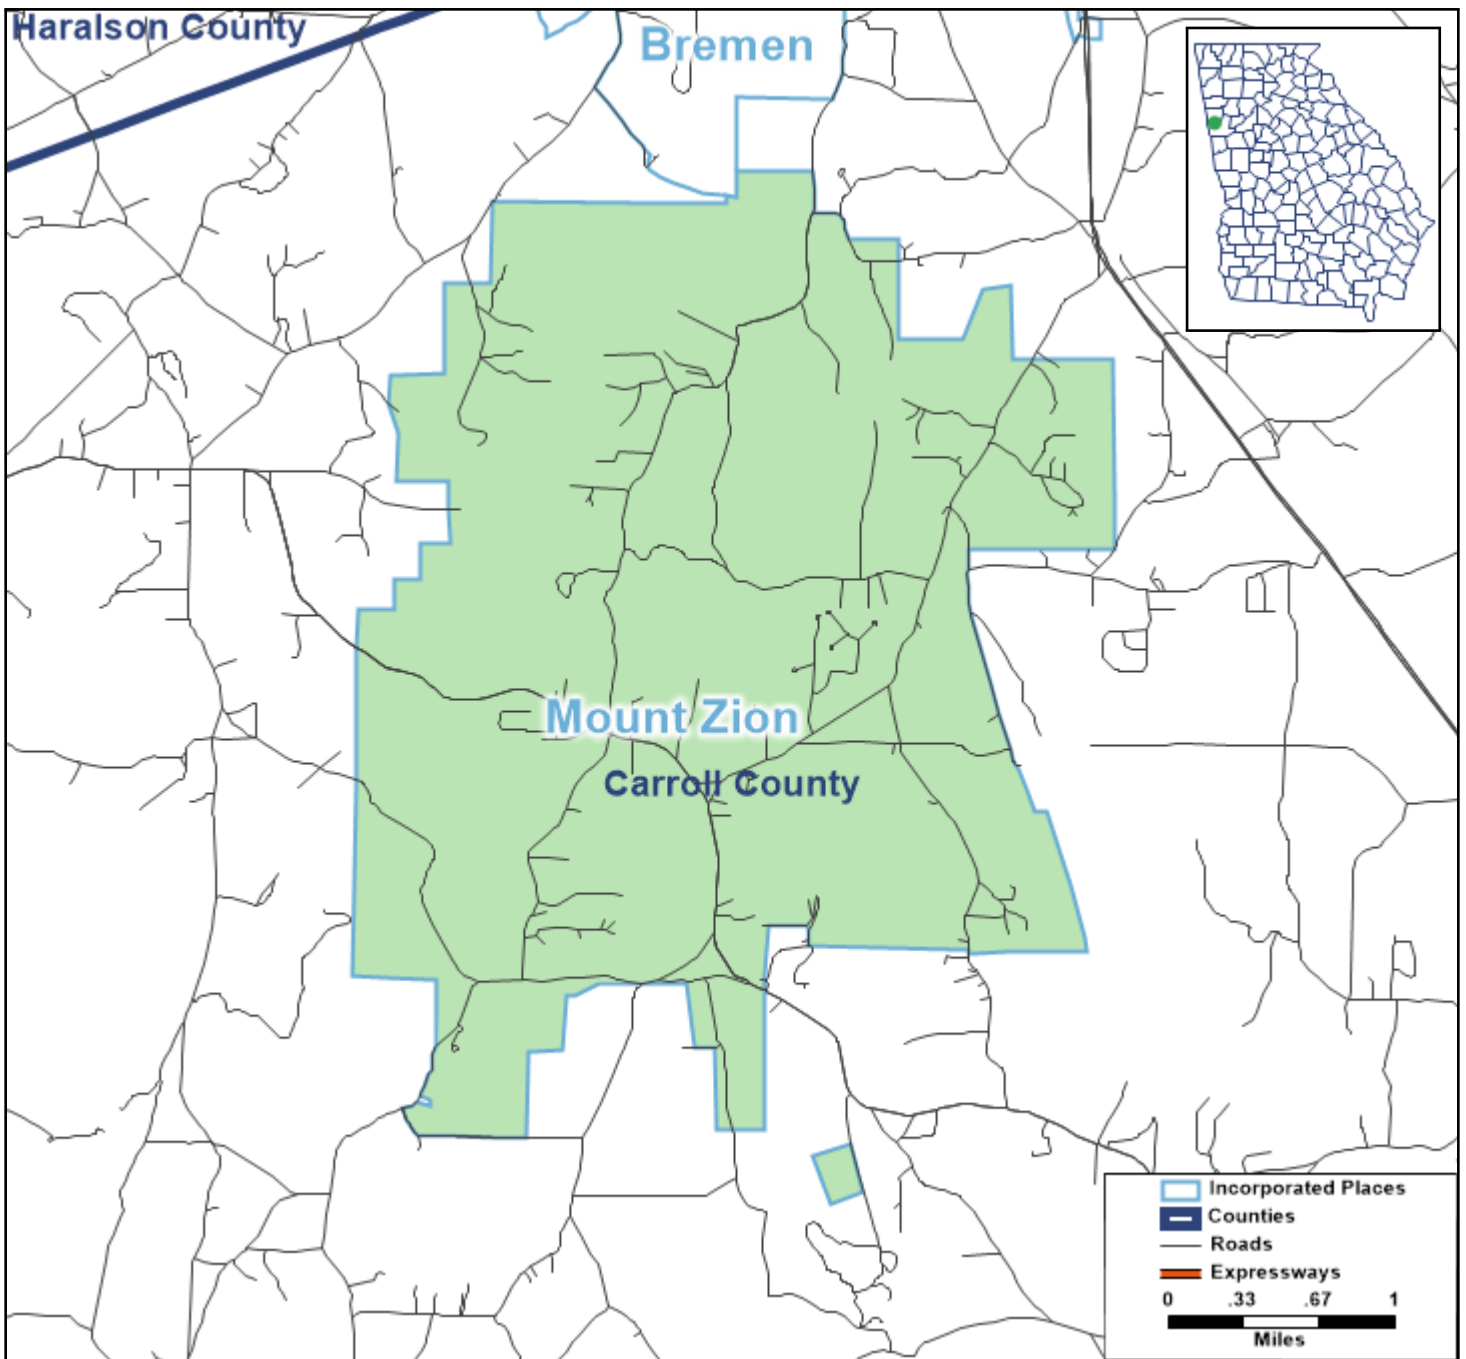 Haralson County
Bremen
Mount Zion
Carroll County
Incorporated Places
Counties
Roads
Expressways
0 .33 .67 1
Miles